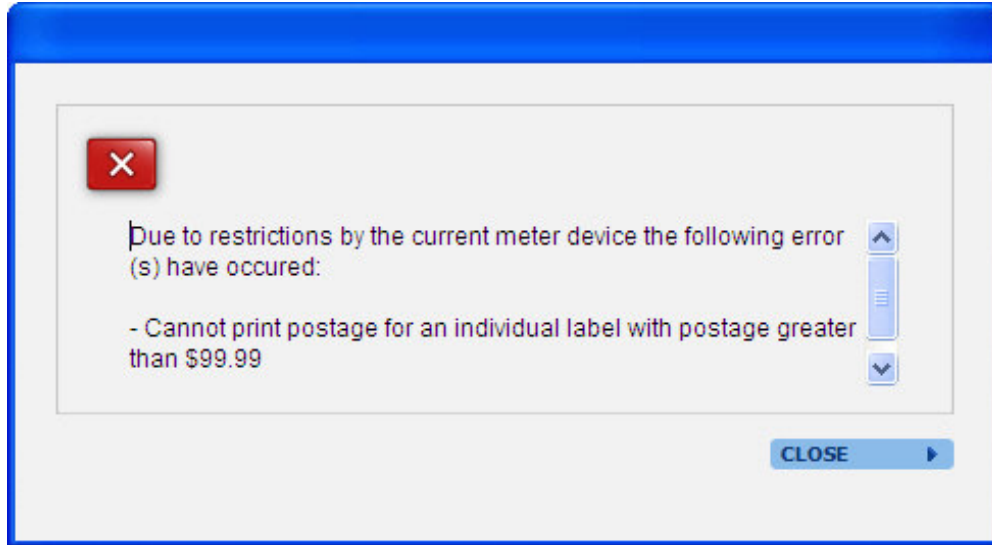 Due to restrictions by the current meter device the following error
(s) have occured:
- Cannot print postage for an individual label with postage greater
than $99.99
CLOSE